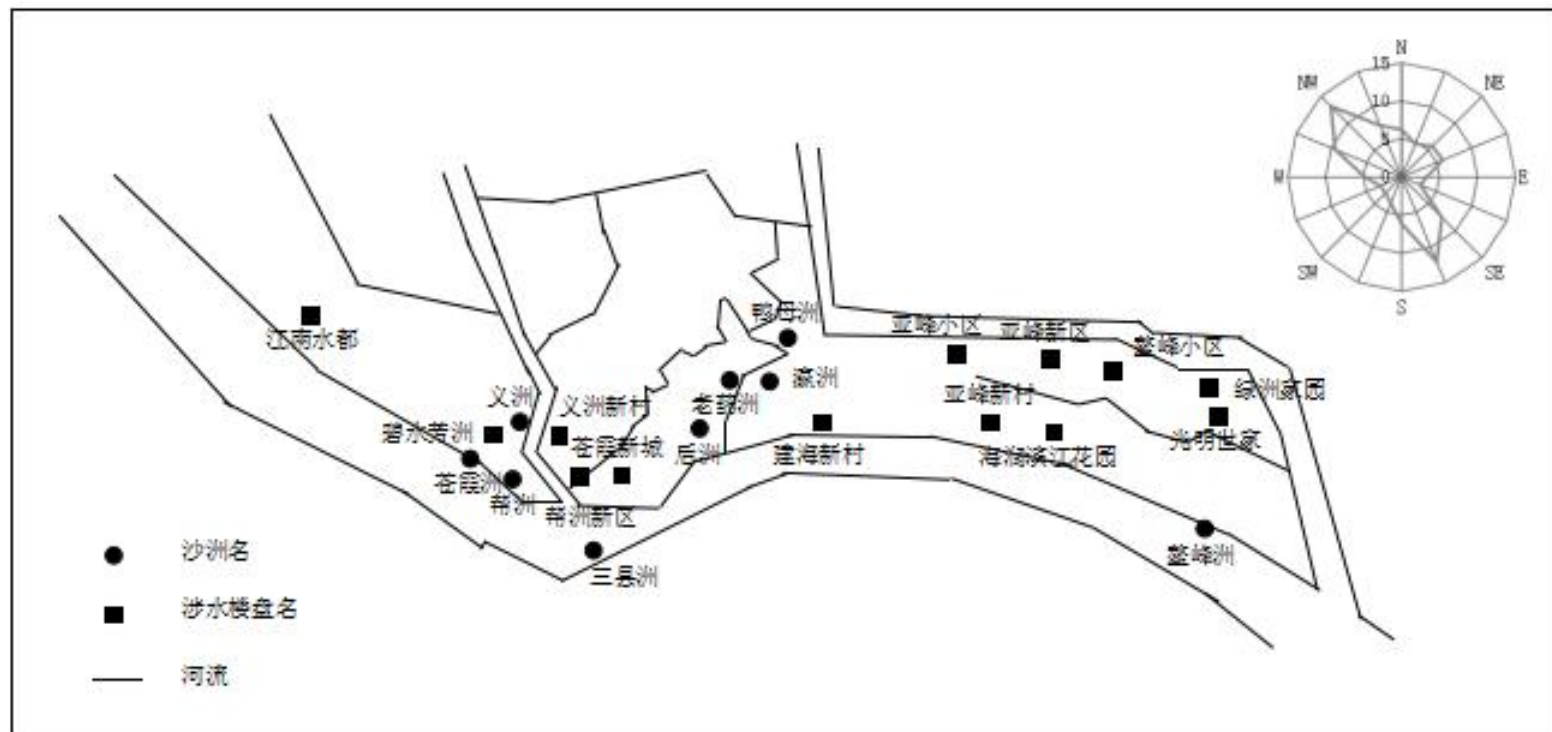 N
15
NW
NE
10
5
W
0
E
SW
SE
S
鸭母洲
亚峰小区
亚峰新区
鳌峰小区
江南水都
瀛洲
绿洲家园
义洲
义洲新村
老药洲
亚峰新村
碧水芳洲
苍霞新城
后洲
建海新村
海润滨江花园
光明世家
苍霞洲
帮洲
帮洲新区
三县洲
鳌峰洲
沙洲名
涉水楼盘名
河流